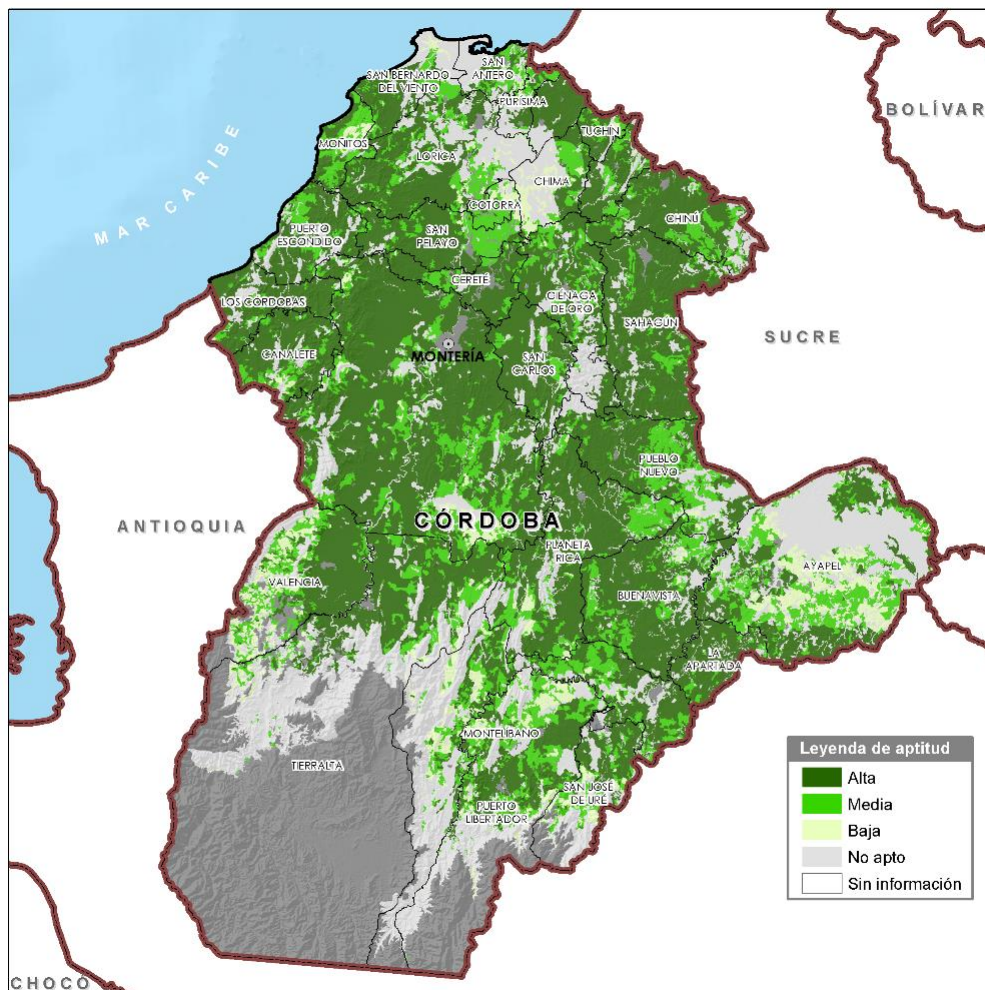 BOLÍVAR
SAN
ANTERO
SAN BERNARDO
DEL VIENTO
PURÍSIMA
TUCHÍN
MOÑITOS
LORICA
CHIMA
MAR CARIBE
COTORRA
CHINÚ
PUERTO
ESCONDIDO
SAN
PELAYO
CERETÉ
LOS CÓRDOBAS
CIÉNAGA
DE ORO
SAHAGÚN
SUCRE
CANALETE
MONTERÍA
SAN
CARLOS
PUEBLO
NUEVO
ANTIOQUIA
CÓRDOBA
PLANETA
RICA
AYAPEL
VALENCIA
BUENAVISTA
LA
APARTADA
MONTELÍBANO
TIERRALTA
SAN JOSÉ
DE URÉ
PUERTO
LIBERTADOR
Leyenda de aptitud
Alta
Media
Baja
No apto
Sin información
CHOCÓ